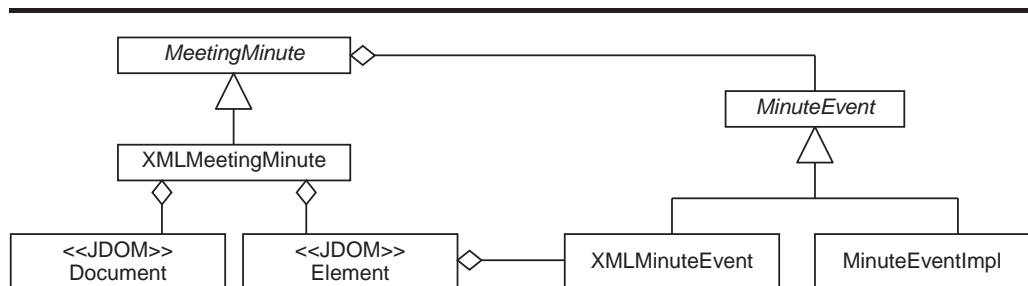 MeetingMinute
MinuteEvent
XMLMeetingMinute
<<JDOM>>
Document
<<JDOM>>
Element
XMLMinuteEvent
MinuteEventImpl